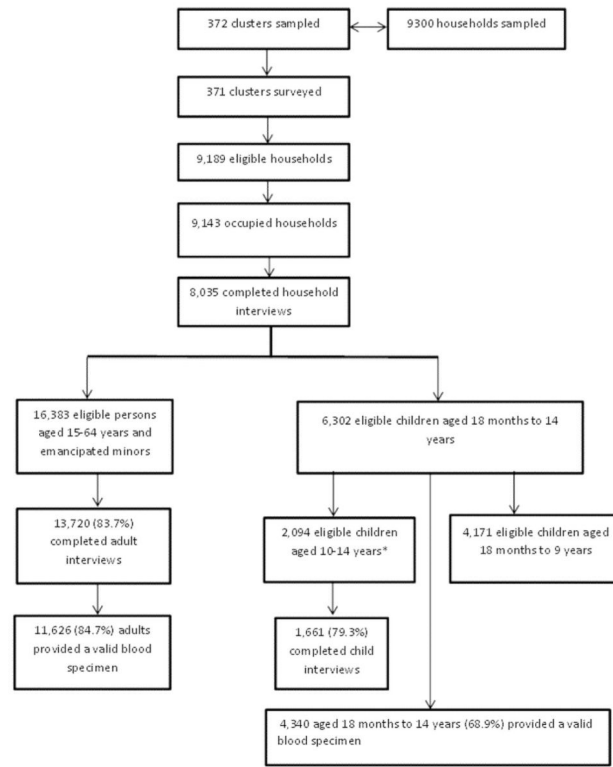 372 clusters sampled
9300 households sampled
371 clusters surveyed
9,189 eligible households
9,143 occupied households
8,035 completed household
interviews
16,383 eligible persons
aged 15-64 years and
emancipated minors
6,302 eligible children aged 18 months to 14
years
13,720 (83.7%)
completed adult
interviews
2,094 eligible children
aged 10-14 years*
4,171 eligible children aged
18 months to 9 years
11,626 (84.7%) adults
provided a valid blood
specimen
1,661 (79.3%)
completed child
interviews
4,340 aged 18 months to 14 years (68.9%) provided a valid
blood specimen